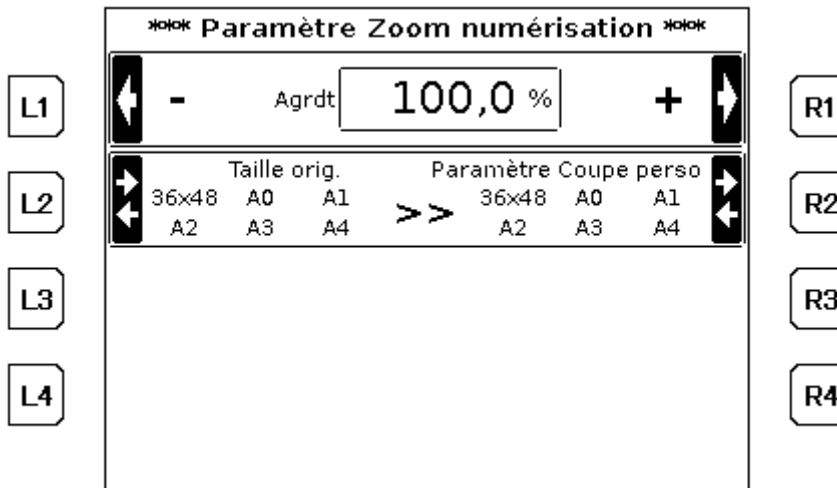 *** Paramètre Zoom numérisation ***
L1 - Agrdt 100,0 % + R1
Taille orig. Paramètre Coupe perso
L2 36x48 A0 A1 >> 36x48 A0 A1 R2
A2 A3 A4 A2 A3 A4
L3 R3
L4 R4